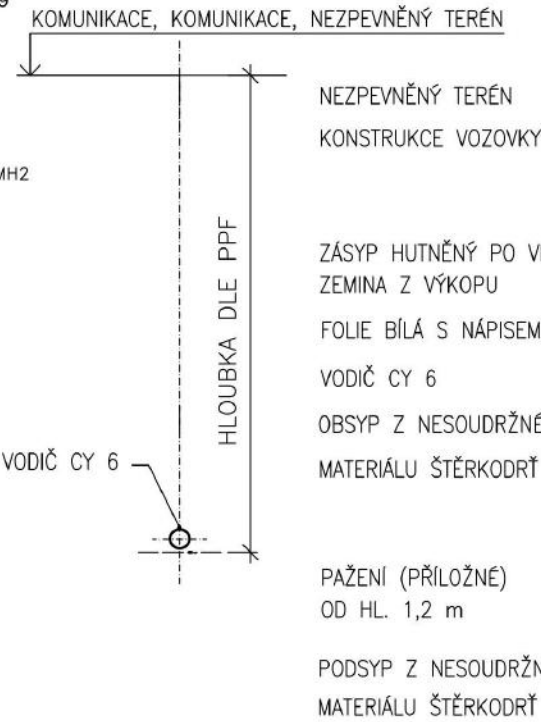 KOMUNIKACE, KOMUNIKACE, NEZPEVNĚNÝ TERÉN
NEZPEVNĚNÝ TERÉN
KONSTRUKCE VOZOVKY
MH2
HLOUBKA DLE PPF
ZÁSYP HUTNĚNÝ PO
ZEMINA Z VÝKOPU
FOLIE BÍLÁ S NÁPISEM
VODIČ CY 6
OBSYP Z NESOUDRŽNÉ
VODIČ CY 6
MATERIÁLU ŠTĚRKODRŤ
PAŽENÍ (PŘÍLOŽNÉ)
OD HL. 1,2 m
PODSYP Z NESOUDRŽN
MATERIÁLU ŠTĚRKODRŤ